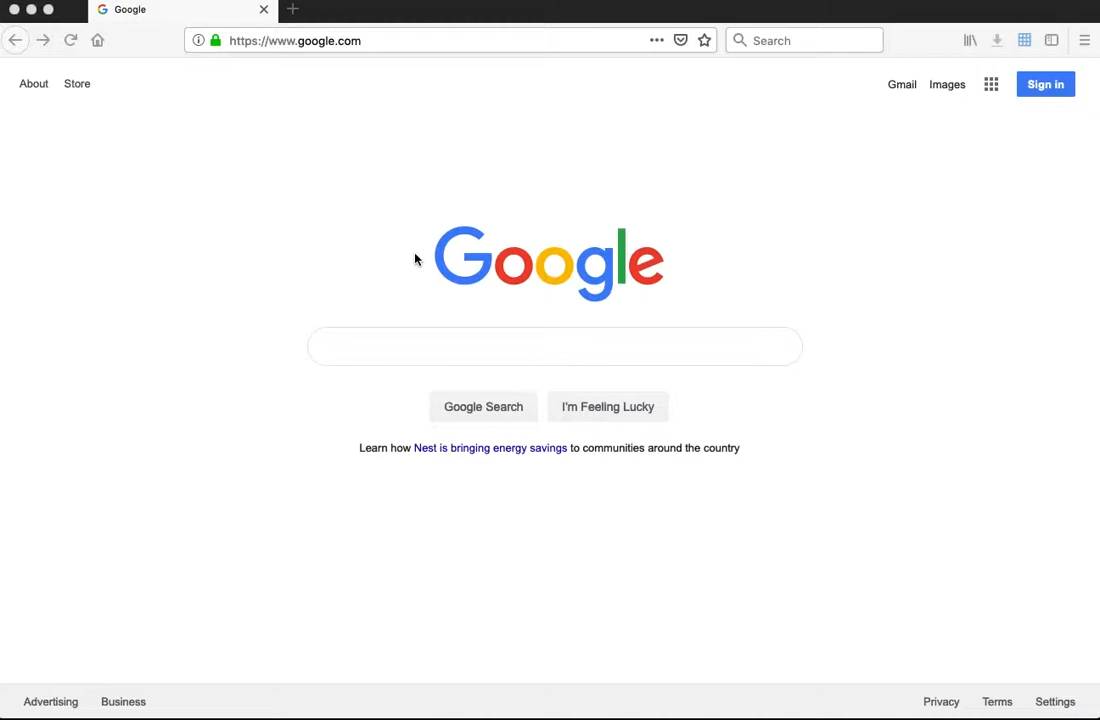 Google
https://www.google.com
Search
About Store
Gmail Images Sign in
Google
Google Search I'm Feeling Lucky
Learn how Nest is bringing energy savings to communities around the country
Advertising Business
Privacy Terms Settings